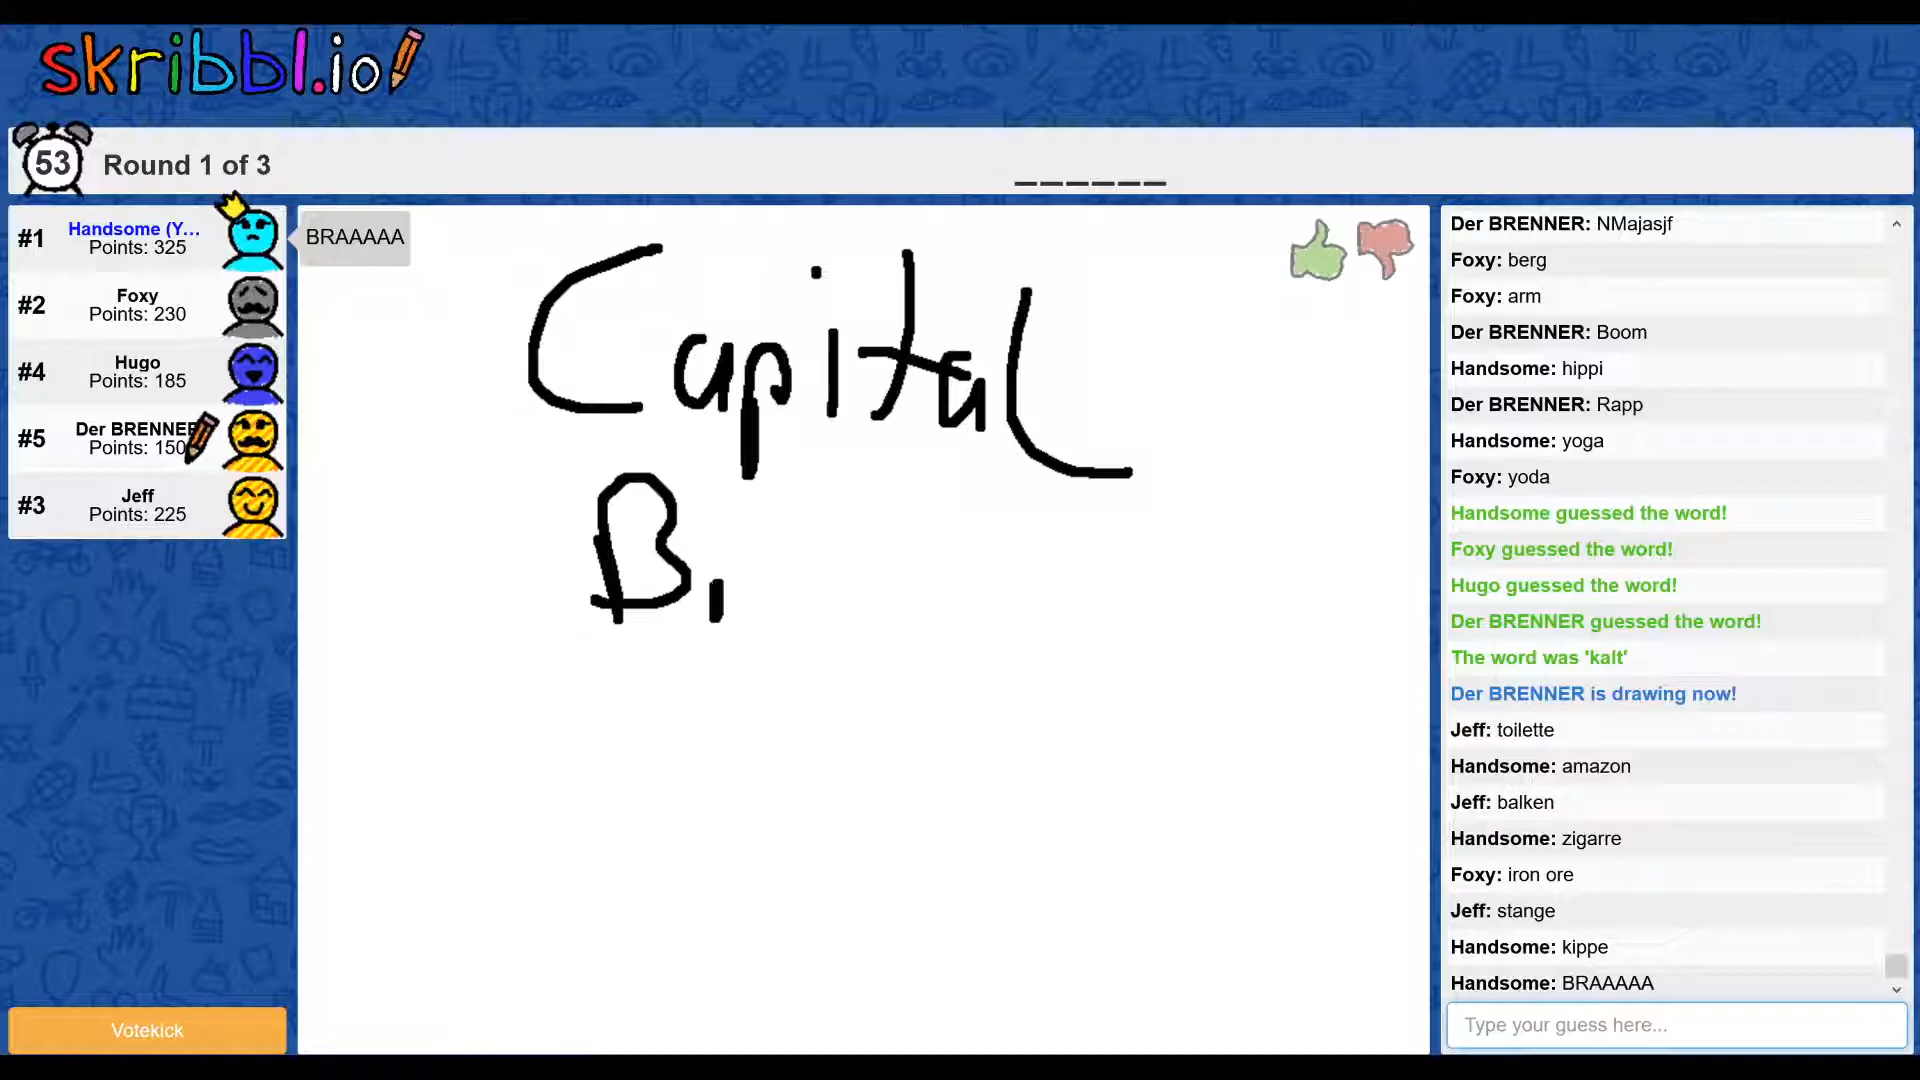 skribbl.io
53
Round 1 of 3
______
#1
Handsome (Y...
Points: 325
#2
Foxy
Points: 230
#4
Hugo
Points: 185
#5
Der BRENNER
Points: 150
#3
Jeff
Points: 225
Votekick
BRAAAAA
Capital
B
Der BRENNER: NMajasjf
Foxy: berg
Foxy: arm
Der BRENNER: Boom
Handsome: hippi
Der BRENNER: Rapp
Handsome: yoga
Foxy: yoda
Handsome guessed the word!
Foxy guessed the word!
Hugo guessed the word!
Der BRENNER guessed the word!
The word was 'kalt'
Der BRENNER is drawing now!
Jeff: toilette
Handsome: amazon
Jeff: balken
Handsome: zigarre
Foxy: iron ore
Jeff: stange
Handsome: kippe
Handsome: BRAAAAA
Type your guess here...